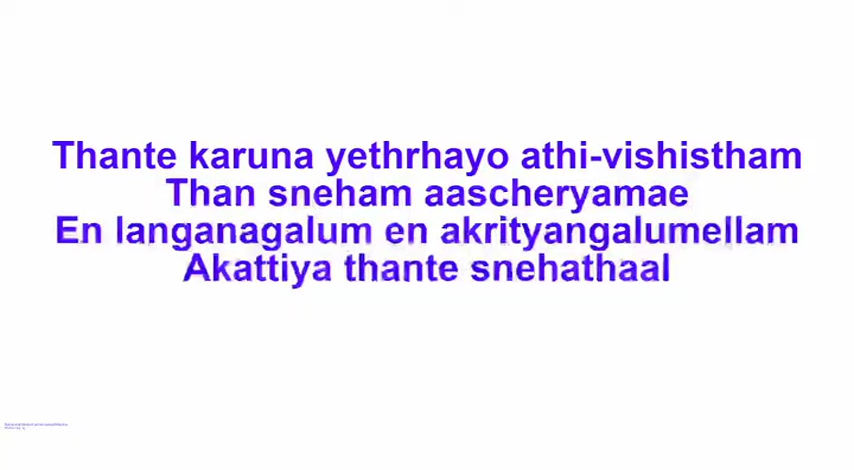 Thante karuna yethrhayo athi-vishistham
Than sneham aascheryamae
En langanagalum en akrityangalumellam
Akattiya thante snehathaal